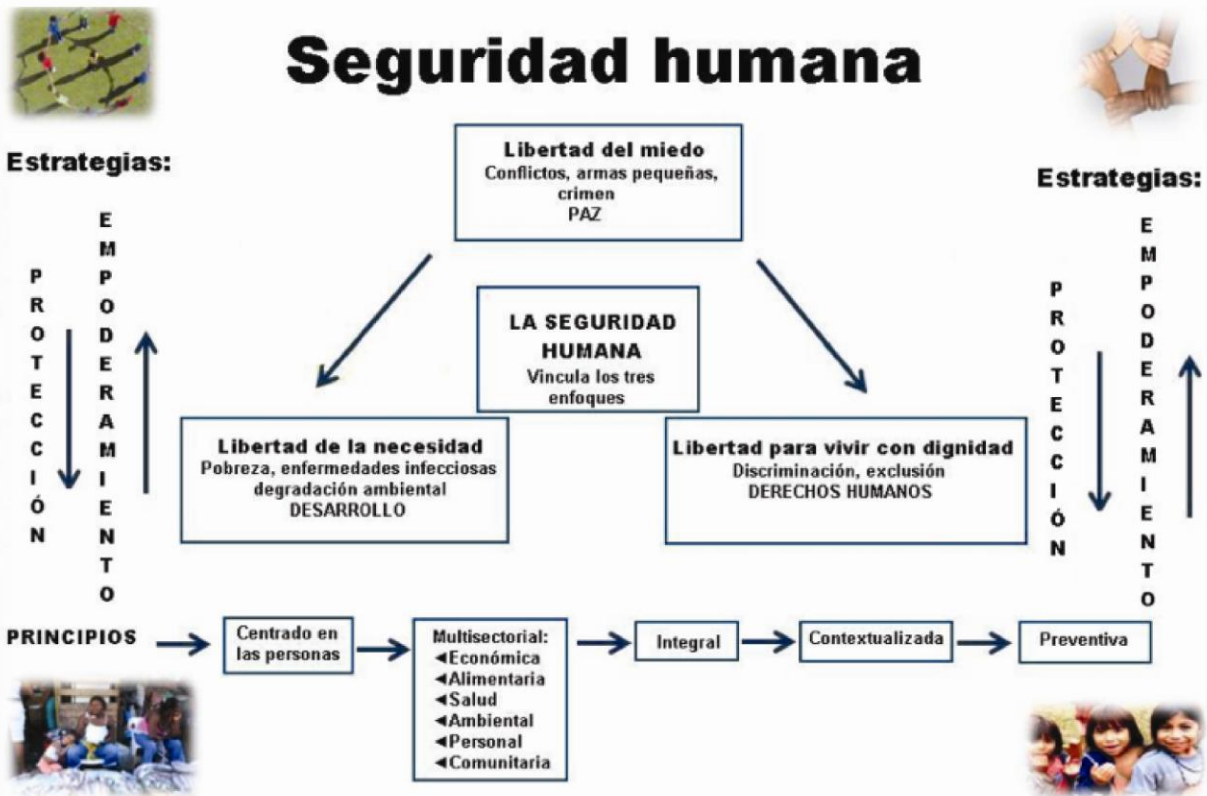 Seguridad humana
Estrategias:
PROTECCIÓN
EMPODERAMIENTO
Libertad del miedo
Conflictos, armas pequeñas,
crimen
PAZ
LA SEGURIDAD
HUMANA
Vincula los tres
enfoques
Libertad de la necesidad
Pobreza, enfermedades infecciosas
degradación ambiental
DESARROLLO
Libertad para vivir con dignidad
Discriminación, exclusión
DERECHOS HUMANOS
Estrategias:
PROTECCIÓN
EMPODERAMIENTO
PRINCIPIOS
Centrado en
las personas
Multisectorial:
◄Económica
◄Alimentaria
◄Salud
◄Ambiental
◄Personal
◄Comunitaria
Integral
Contextualizada
Preventiva